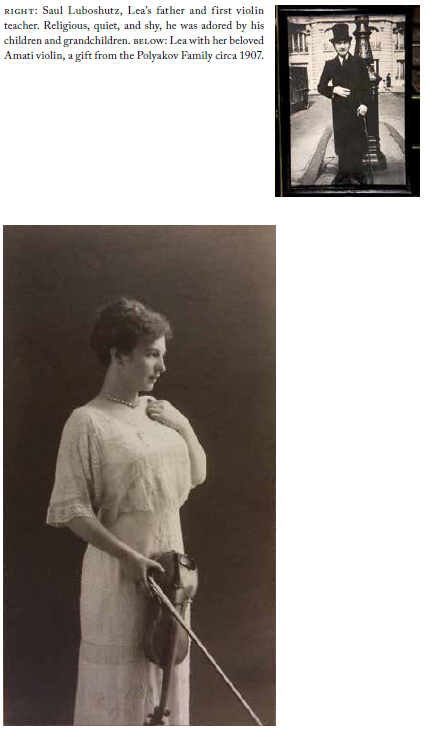 RIGHT: Saul Luboshutz, Lea's father and first violin
teacher. Religious, quiet, and shy, he was adored by his
children and grandchildren. BELOW: Lea with her beloved
Amati violin, a gift from the Polyakov Family circa 1907.